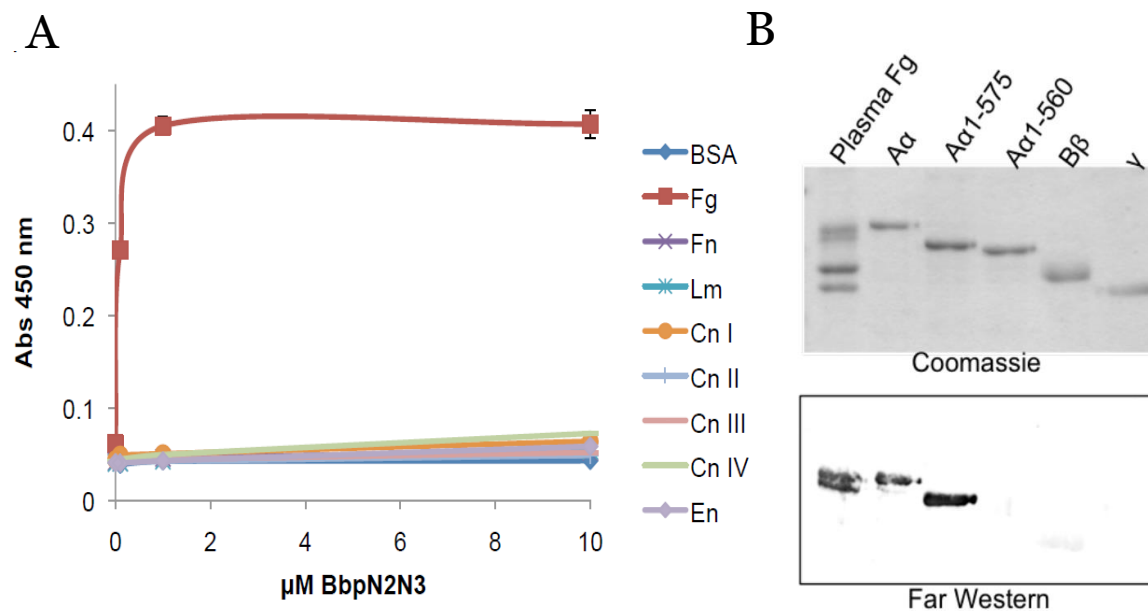 A
Abs 450 nm
0.4
0.3
0.2
0.1
0
0 2 4 6 8 10
µM BbpN2N3
BSA
Fg
Fn
Lm
Cn I
Cn II
Cn III
Cn IV
En
B
Plasma Fg
Aα
Aα1-575
Aα1-560
Bβ
γ
Coomassie
Far Western